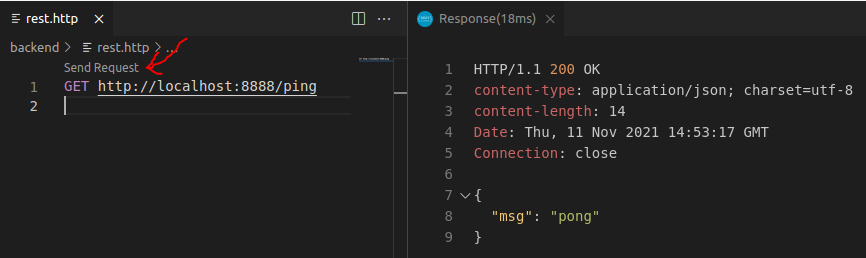 rest.http
backend > rest.http > ...
Send Request
1 GET http://localhost:8888/ping
2
Response(18ms)
1 HTTP/1.1 200 OK
2 content-type: application/json; charset=utf-8
3 content-length: 14
4 Date: Thu, 11 Nov 2021 14:53:17 GMT
5 Connection: close
6
7 {
8 "msg": "pong"
9 }